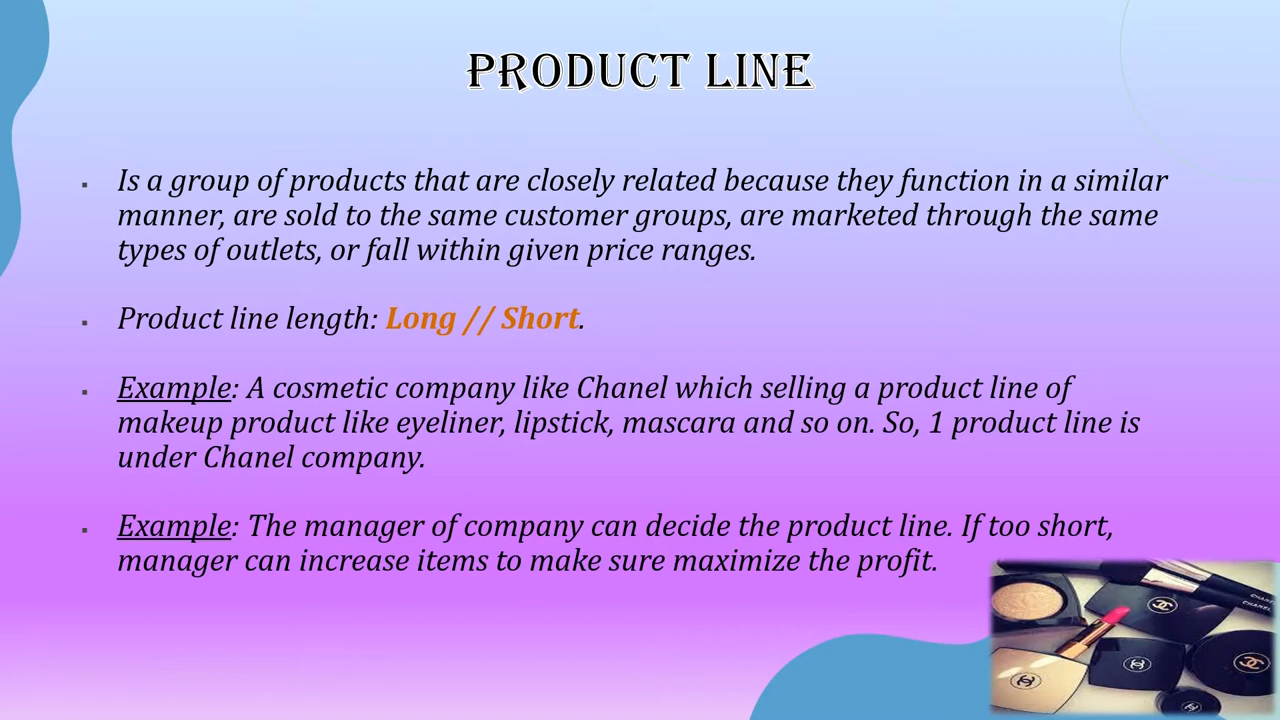 PRODUCT LINE
▪ Is a group of products that are closely related because they function in a similar
manner, are sold to the same customer groups, are marketed through the same
types of outlets, or fall within given price ranges.
▪ Product line length: Long // Short.
▪ Example: A cosmetic company like Chanel which selling a product line of
makeup product like eyeliner, lipstick, mascara and so on. So, 1 product line is
under Chanel company.
▪ Example: The manager of company can decide the product line. If too short,
manager can increase items to make sure maximize the profit.
CHANEL
CHANEL